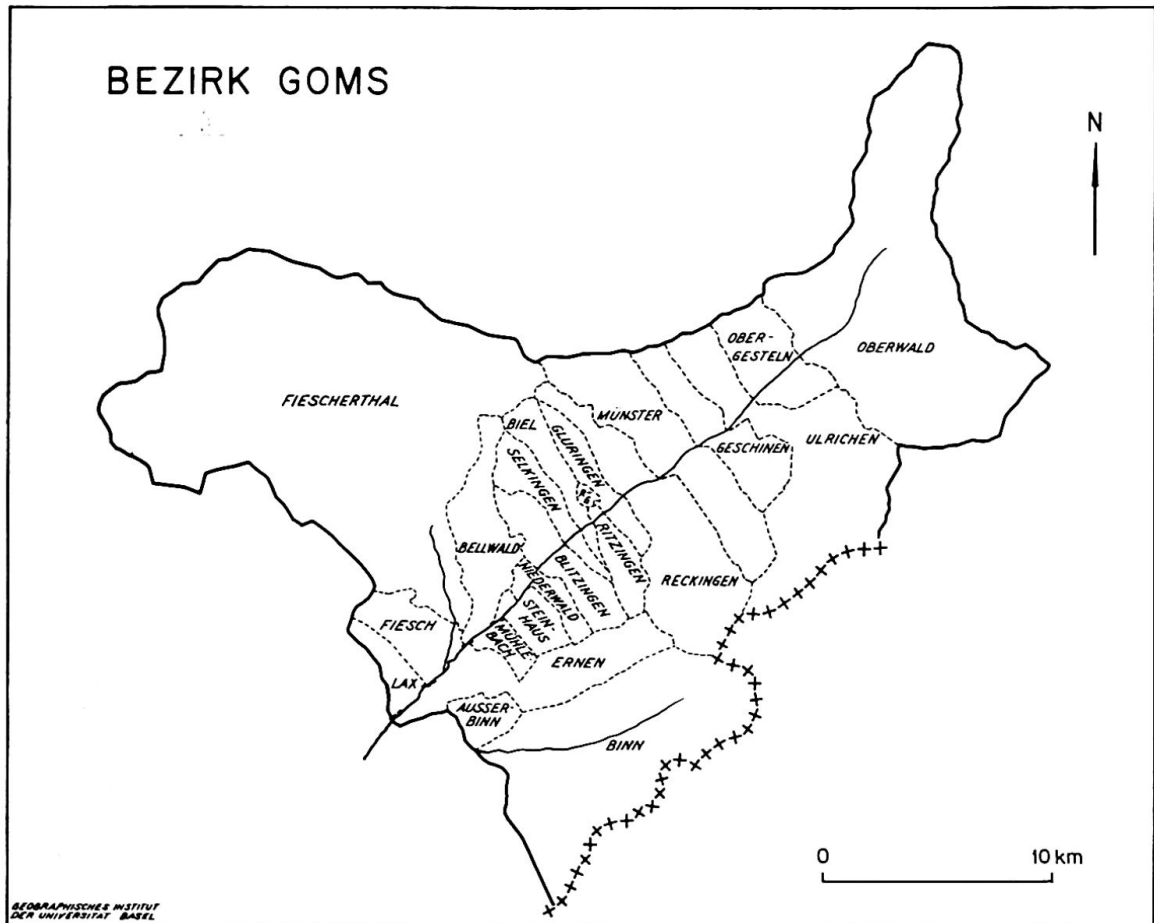 BEZIRK GOMS
N
OBER-
GESTELN
OBERWALD
FIESCHERTHAL
MÜNSTER
BIEL
GLURINGEN
GESCHINEN
ULRICHEN
SELKINGEN
RITZINGEN
BELLWALD
BLITZINGEN
NIEDERWALD
RECKINGEN
STEIN-
HAUS
FIESCH
MÜHLE
BACH
ERNEN
LAX
AUSSER
BINN
BINN
0 10 km
GEOGRAPHISCHES INSTITUT
DER UNIVERSITÄT BASEL